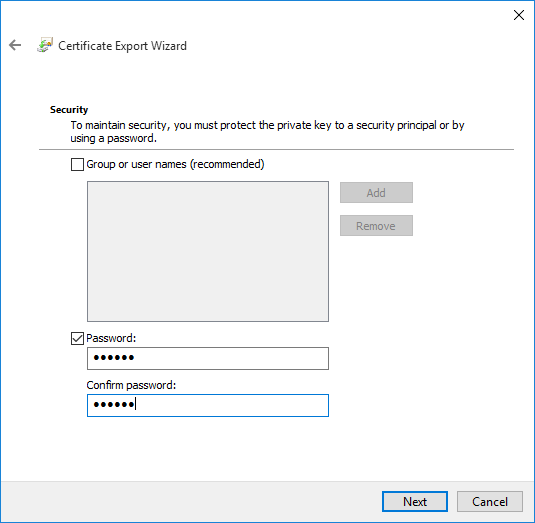 Certificate Export Wizard
Security
To maintain security, you must protect the private key to a security principal or by
using a password.
Group or user names (recommended)
Add
Remove
Password:
●●●●●●
Confirm password:
●●●●●●
Next
Cancel